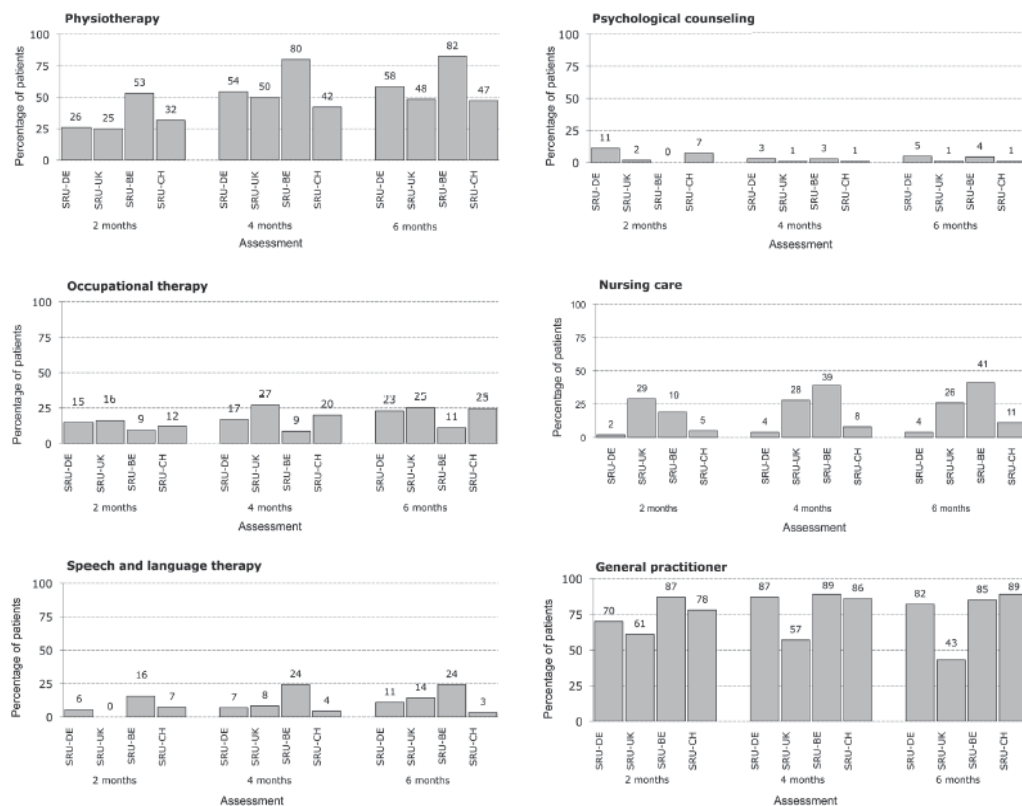 Physiotherapy
Percentage of patients
100
75
50
25
0
26 25 53 32
54 50 80 42
58 48 82 47
SRU-DE SRU-UK SRU-BE SRU-CH
SRU-DE SRU-UK SRU-BE SRU-CH
SRU-DE SRU-UK SRU-BE SRU-CH
2 months 4 months 6 months
Assessment
Psychological counseling
Percentage of patients
100
75
50
25
0
11 2 0 7
3 1 3 1
5 1 4 1
SRU-DE SRU-UK SRU-BE SRU-CH
SRU-DE SRU-UK SRU-BE SRU-CH
SRU-DE SRU-UK SRU-BE SRU-CH
2 months 4 months 6 months
Assessment
Occupational therapy
Percentage of patients
100
75
50
25
0
15 16 9 12
17 27 9 20
23 25 11 25
SRU-DE SRU-UK SRU-BE SRU-CH
SRU-DE SRU-UK SRU-BE SRU-CH
SRU-DE SRU-UK SRU-BE SRU-CH
2 months 4 months 6 months
Assessment
Nursing care
Percentage of patients
100
75
50
25
0
2 29 10 5
4 28 39 8
4 26 41 11
SRU-DE SRU-UK SRU-BE SRU-CH
SRU-DE SRU-UK SRU-BE SRU-CH
SRU-DE SRU-UK SRU-BE SRU-CH
2 months 4 months 6 months
Assessment
Speech and language therapy
Percentage of patients
100
75
50
25
0
6 0 16 7
7 8 24 4
11 14 24 3
SRU-DE SRU-UK SRU-BE SRU-CH
SRU-DE SRU-UK SRU-BE SRU-CH
SRU-DE SRU-UK SRU-BE SRU-CH
2 months 4 months 6 months
Assessment
General practitioner
Percentage of patients
100
75
50
25
0
70 61 87 78
87 57 89 86
82 43 85 89
SRU-DE SRU-UK SRU-BE SRU-CH
SRU-DE SRU-UK SRU-BE SRU-CH
SRU-DE SRU-UK SRU-BE SRU-CH
2 months 4 months 6 months
Assessment